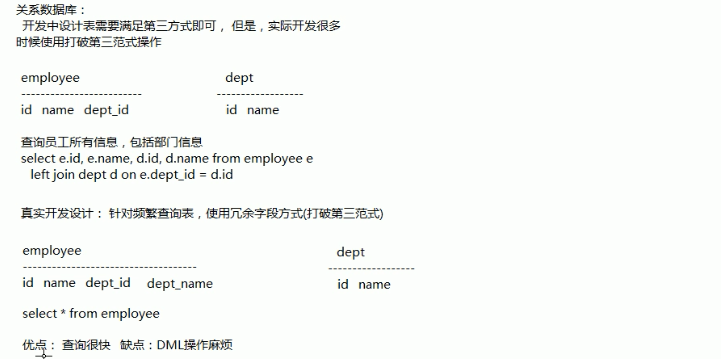 关系数据库：
开发中设计表需要满足第三方式即可， 但是，实际开发很多
时候使用打破第三范式操作
employee dept
------------------------- ------------------
id name dept_id id name
查询员工所有信息，包括部门信息
select e.id, e.name, d.id, d.name from employee e
left join dept d on e.dept_id = d.id
真实开发设计： 针对频繁查询表，使用冗余字段方式(打破第三范式)
employee dept
------------------------------------ ------------------
id name dept_id dept_name id name
select * from employee
优点： 查询很快 缺点：DML操作麻烦